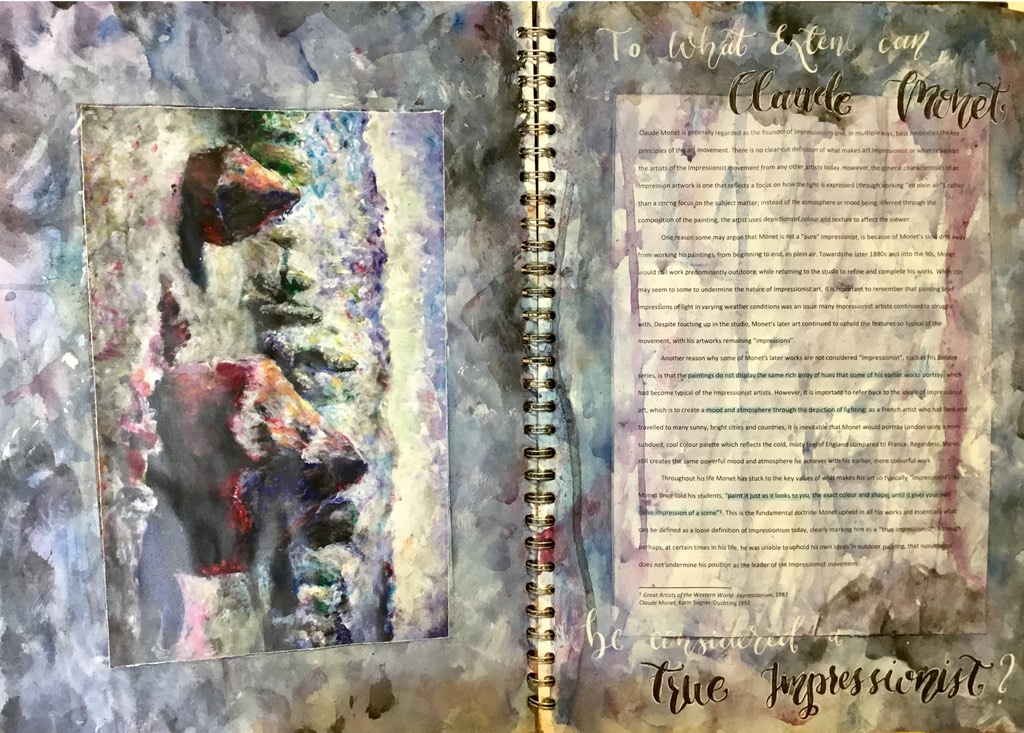 To What Extent can
Claude Monet
Claude Monet is generally regarded as the founder of Impressionism and, in multiple ways, best embodies the key
principles of the art movement. There is no clear-cut definition of what makes art Impressionist or what separates
the artists of the Impressionist movement from any other artists today. However, the general characteristics of an
Impression artwork is one that reflects a focus on how the light is expressed (through working "en plein air") rather
than a strong focus on the subject matter; instead of the atmosphere or mood being inferred through the
composition of the painting, the artist uses depiction of colour and texture to affect the viewer.
One reason some may argue that Monet is not a "pure" Impressionist, is because of Monet's slow drift away
from working his paintings, from beginning to end, en plein air. Towards the later 1880s and into the 90s, Monet
would still work predominantly outdoors; while returning to the studio to refine and complete his works. While this
may seem to some to undermine the nature of Impressionist art, it is important to remember that painting brief
impressions of light in varying weather conditions was an issue many Impressionist artists continued to struggle
with. Despite touching up in the studio, Monet's later art continued to uphold the features so typical of the
movement, with his artworks remaining "impressions".
Another reason why some of Monet's later works are not considered "Impressionist", such as his London
series, is that the paintings do not display the same rich array of hues that some of his earlier works portray, which
had become typical of the Impressionist artists. However, it is important to refer back to the ideals of Impressionist
art, which is to create a mood and atmosphere through the depiction of lighting; as a French artist who had lived and
travelled to many sunny, bright cities and countries, it is inevitable that Monet would portray London using a more
subdued, cool colour palette which reflects the cold, misty feel of England compared to France. Regardless, Monet
still creates the same powerful mood and atmosphere he achieves with his earlier, more colourful work.
Throughout his life Monet has stuck to the key values of what makes his art so typically "Impressionist".
Monet once told his students, "paint it just as it looks to you, the exact colour and shape, until it gives your own
naïve impression of a scene"¹. This is the fundamental doctrine Monet upheld in all his works and essentially what
can be defined as a loose definition of Impressionism today, clearly marking him as a "true Impressionist". Though
perhaps, at certain times in his life, he was unable to uphold his own ideals in outdoor painting, that nonetheless
does not undermine his position as the leader of the Impressionist movement.
¹ Great Artists of the Western World: Impressionism, 1987
Claude Monet, Karin Sagner-Düchting 1992
be considered a
True Impressionist?